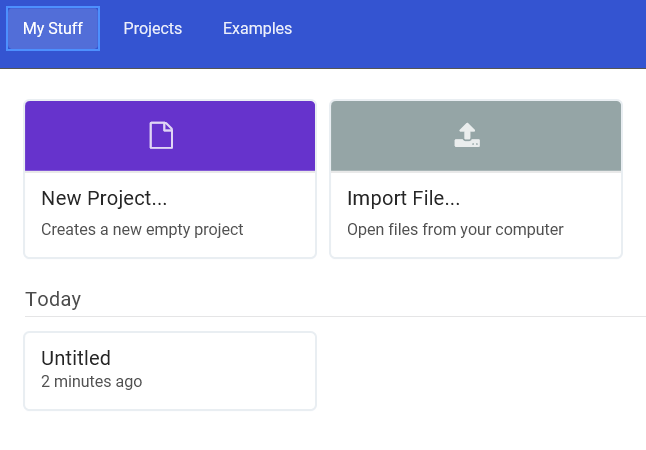 My Stuff Projects Examples
New Project...
Creates a new empty project
Import File...
Open files from your computer
Today
Untitled
2 minutes ago